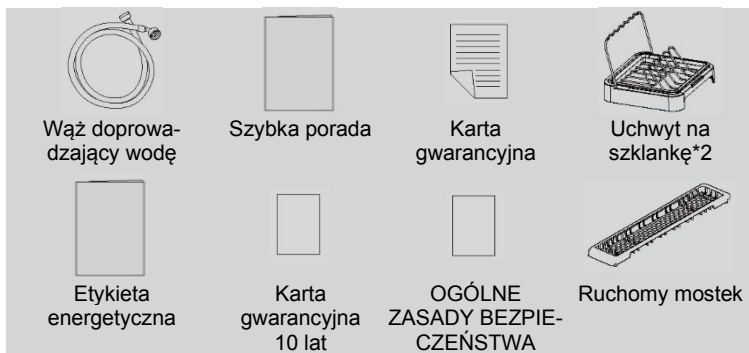 Wąż doprowa-
dzający wodę
Szybka porada
Karta
gwarancyjna
Uchwyt na
szklankę*2
Etykieta
energetyczna
Karta
gwarancyjna
10 lat
OGÓLNE
ZASADY BEZPIE-
CZEŃSTWA
Ruchomy mostek